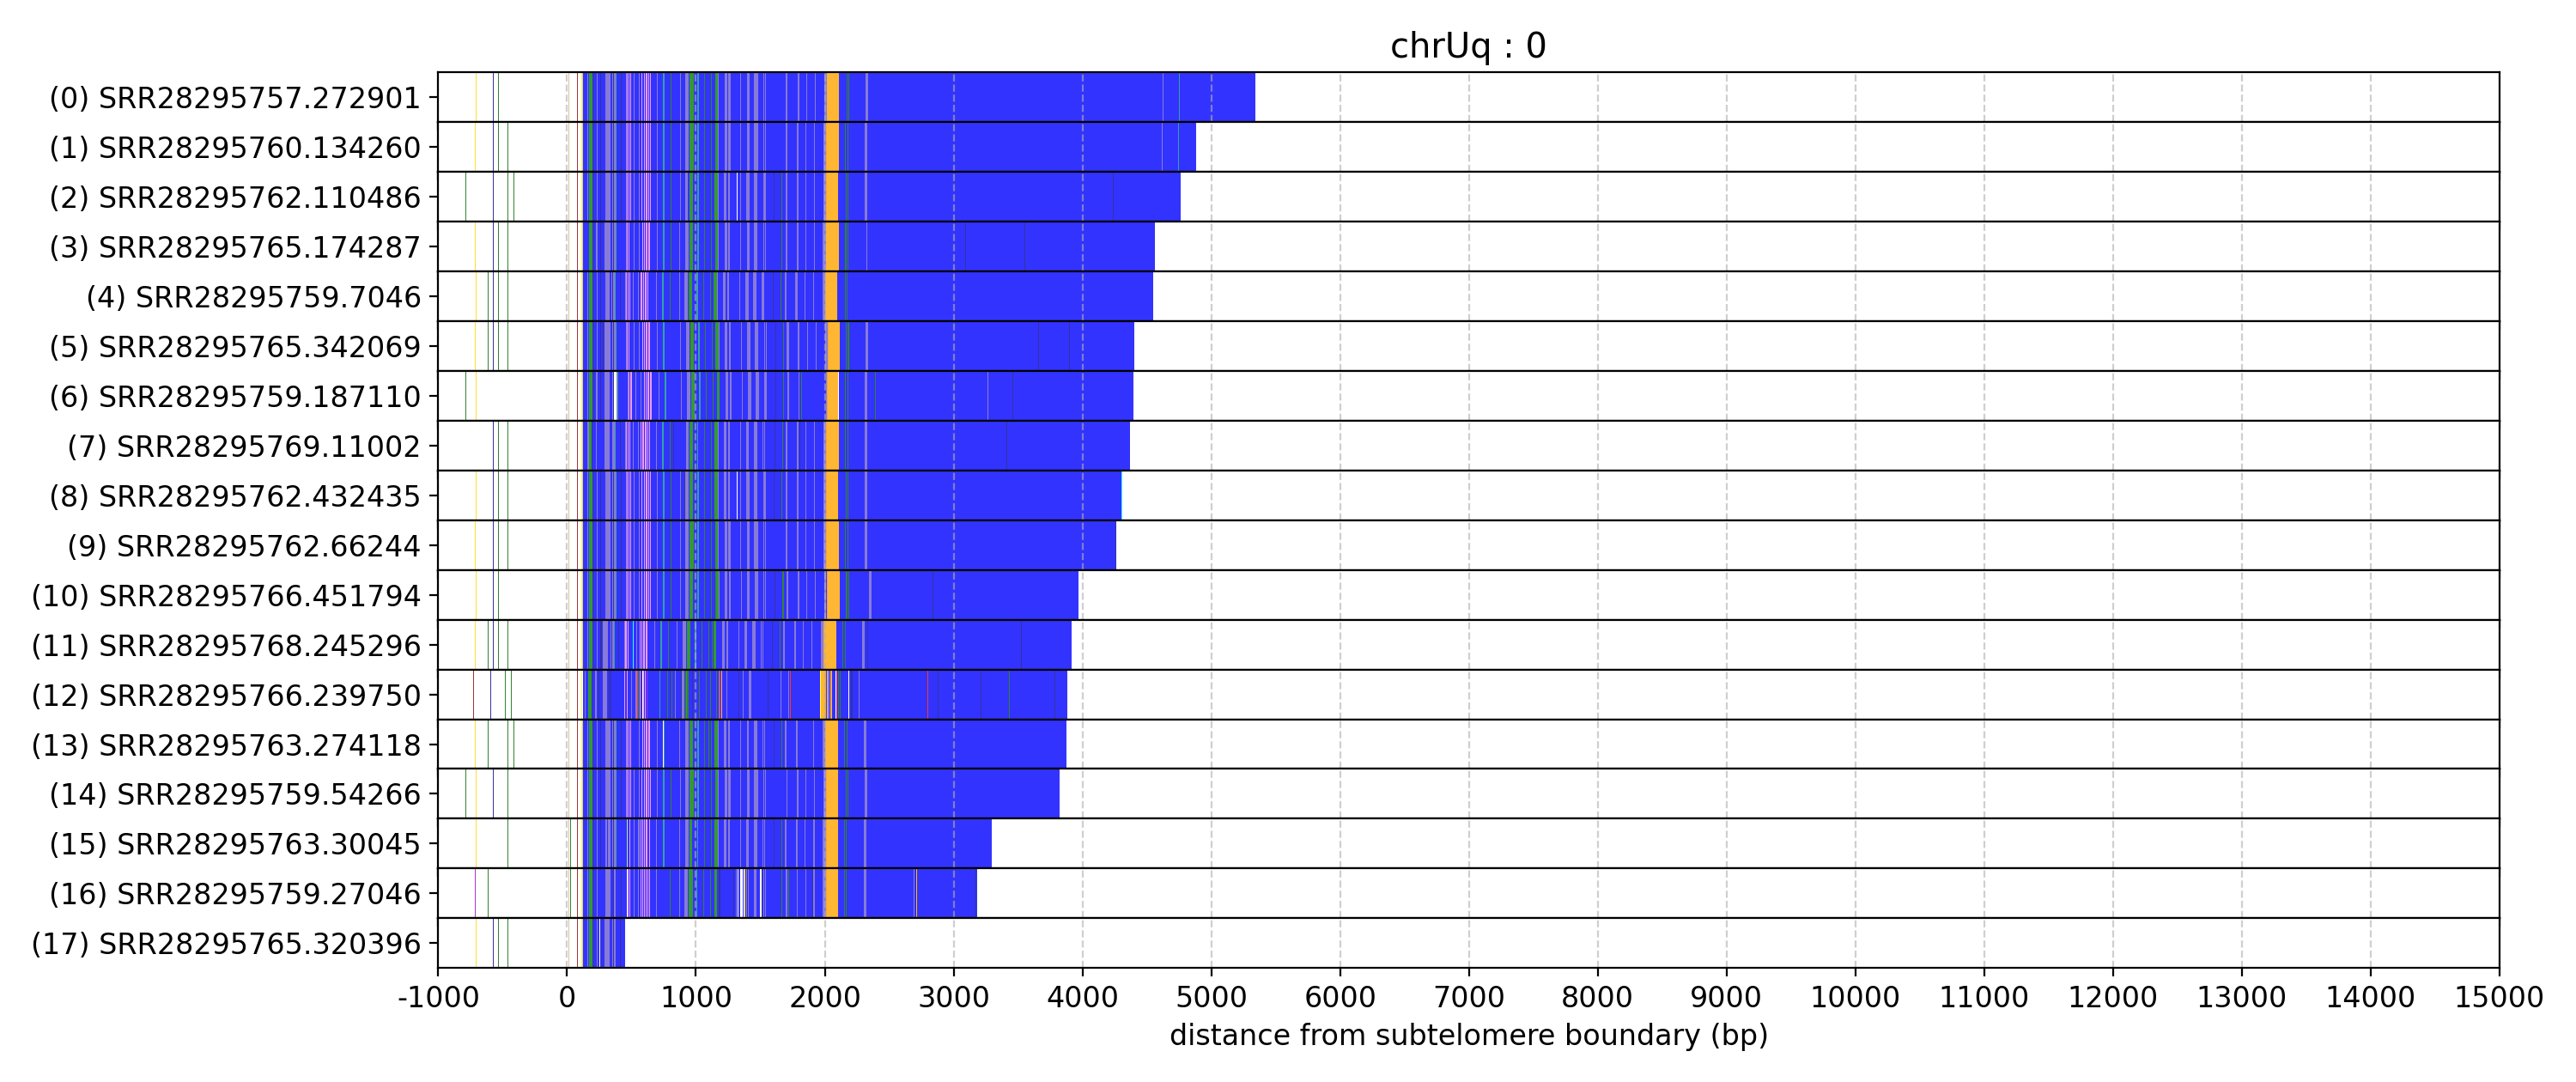 chrUq : 0
(0) SRR28295757.272901
(1) SRR28295760.134260
(2) SRR28295762.110486
(3) SRR28295765.174287
(4) SRR28295759.7046
(5) SRR28295765.342069
(6) SRR28295759.187110
(7) SRR28295769.11002
(8) SRR28295762.432435
(9) SRR28295762.66244
(10) SRR28295766.451794
(11) SRR28295768.245296
(12) SRR28295766.239750
(13) SRR28295763.274118
(14) SRR28295759.54266
(15) SRR28295763.30045
(16) SRR28295759.27046
(17) SRR28295765.320396
-1000 0 1000 2000 3000 4000 5000 6000 7000 8000 9000 10000 11000 12000 13000 14000 15000
distance from subtelomere boundary (bp)